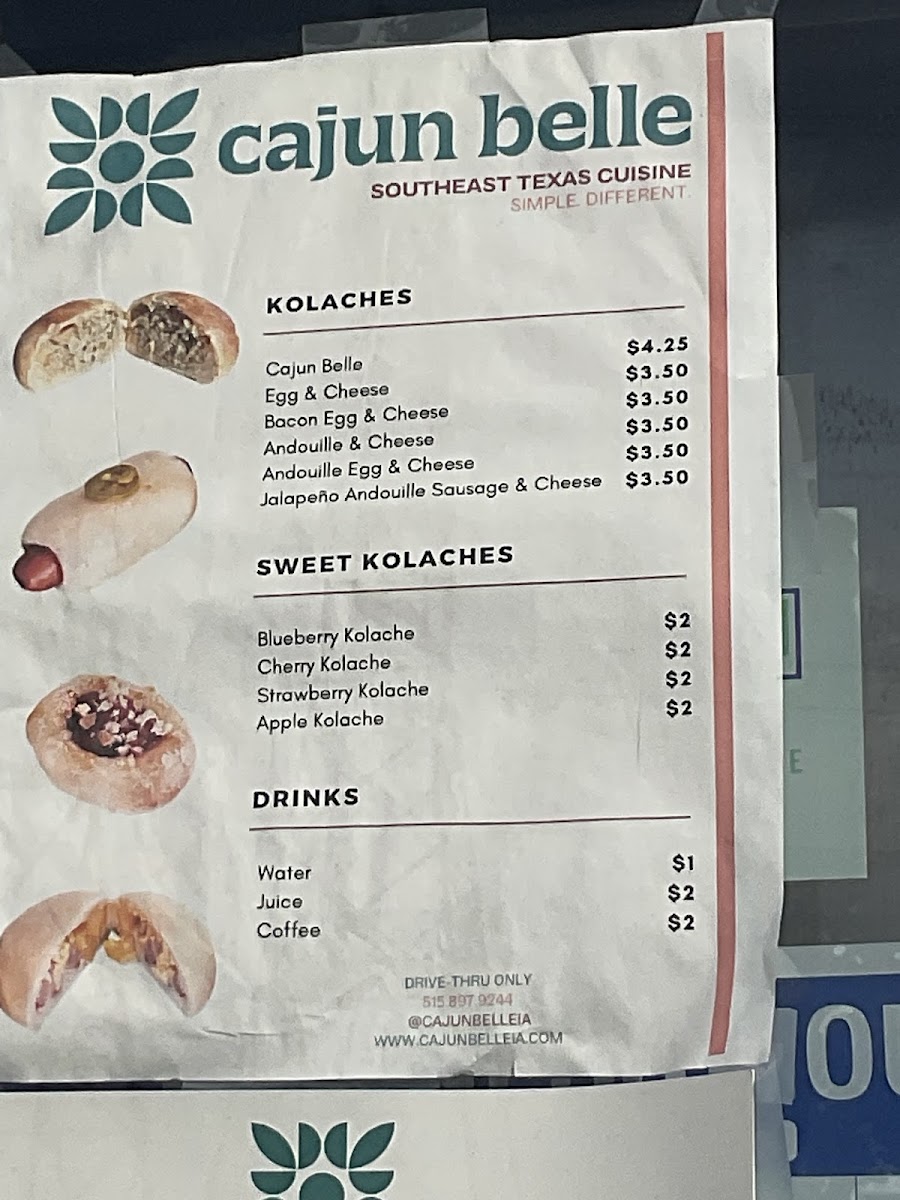 cajun belle
SOUTHEAST TEXAS CUISINE
SIMPLE. DIFFERENT.
KOLACHES
Cajun Belle $4.25
Egg & Cheese $3.50
Bacon Egg & Cheese $3.50
Andouille & Cheese $3.50
Andouille Egg & Cheese $3.50
Jalapeño Andouille Sausage & Cheese $3.50
SWEET KOLACHES
Blueberry Kolache $2
Cherry Kolache $2
Strawberry Kolache $2
Apple Kolache $2
DRINKS
Water $1
Juice $2
Coffee $2
DRIVE-THRU ONLY
515.897.9244
@CAJUNBELLEIA
WWW.CAJUNBELLEIA.COM
E